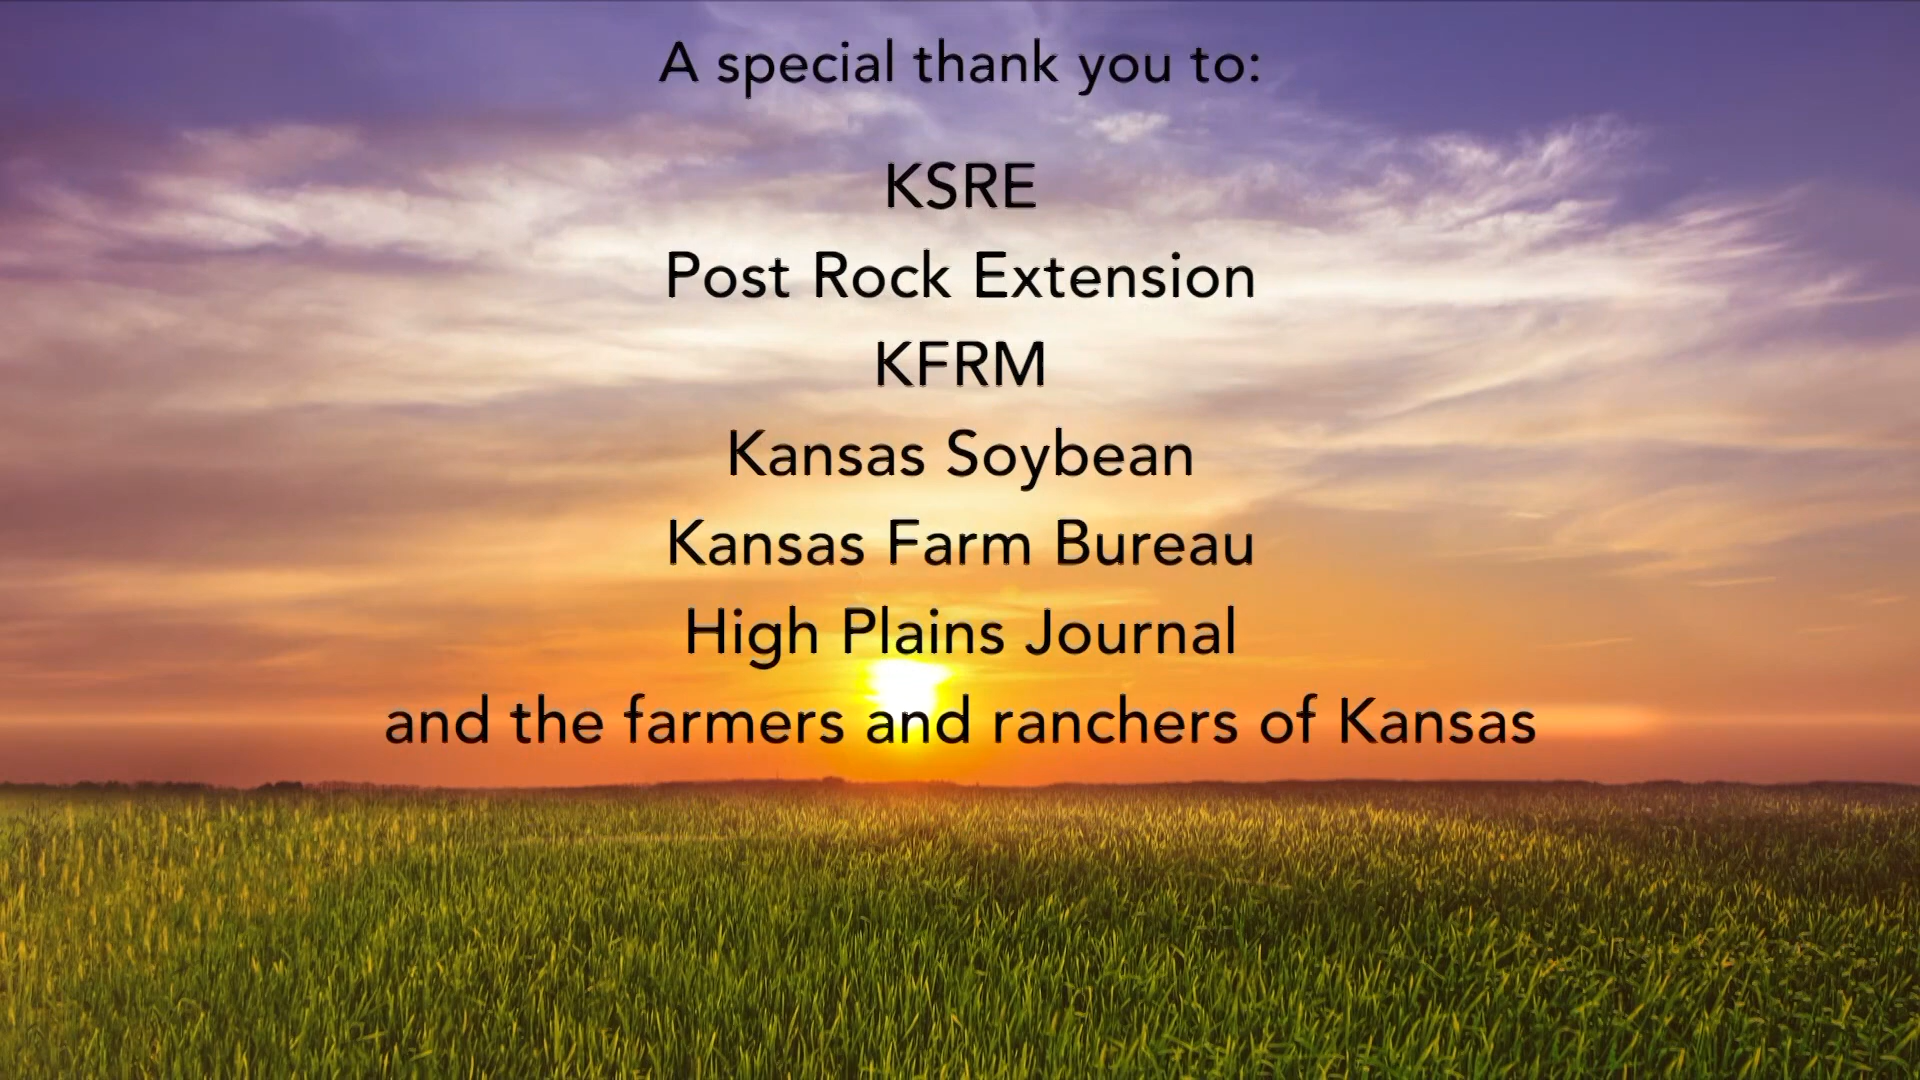 A special thank you to:
KSRE
Post Rock Extension
KFRM
Kansas Soybean
Kansas Farm Bureau
High Plains Journal
and the farmers and ranchers of Kansas